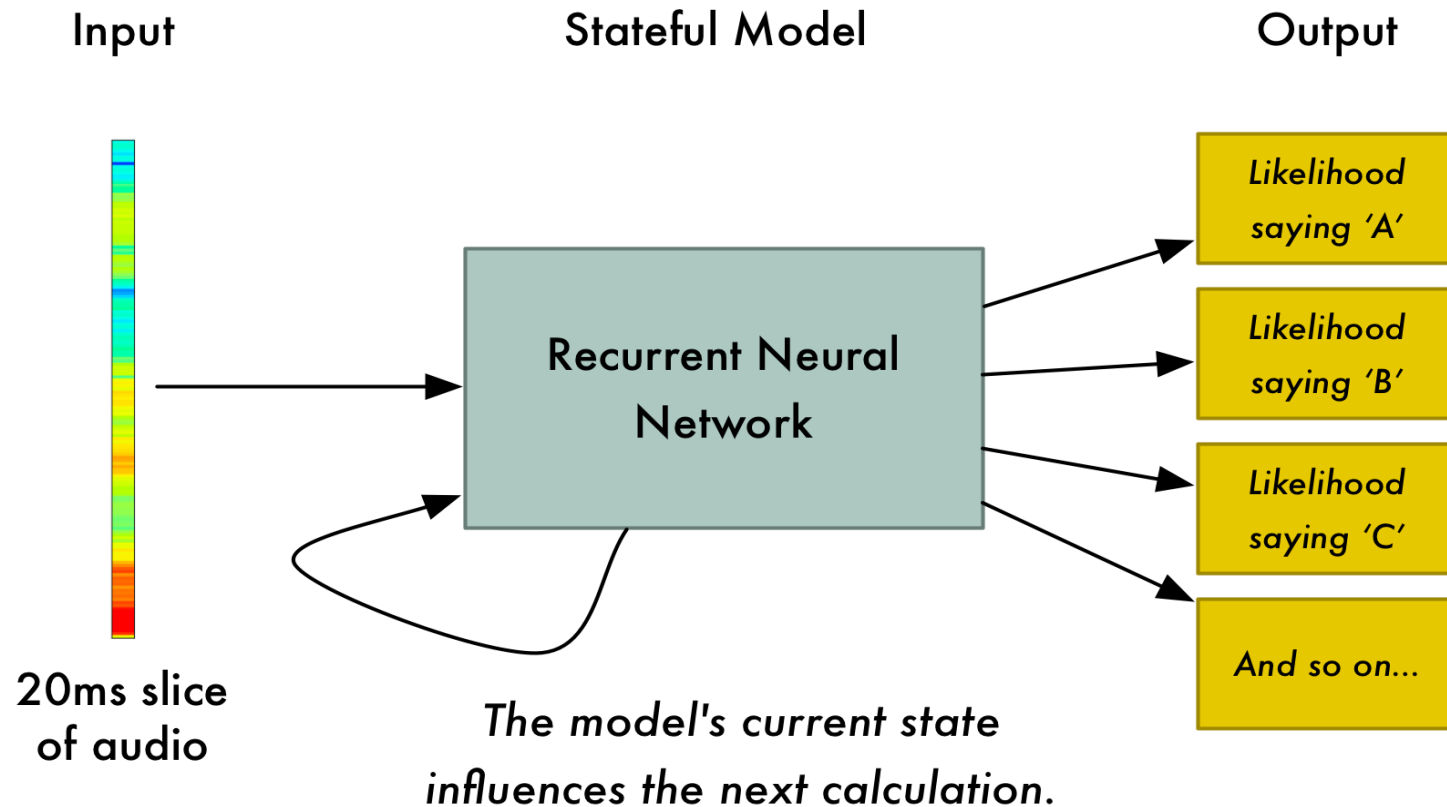 Input
Stateful Model
Output
Likelihood
saying ‘A’
Likelihood
saying ‘B’
Recurrent Neural
Network
Likelihood
saying ‘C’
And so on...
20ms slice
of audio
The model's current state
influences the next calculation.